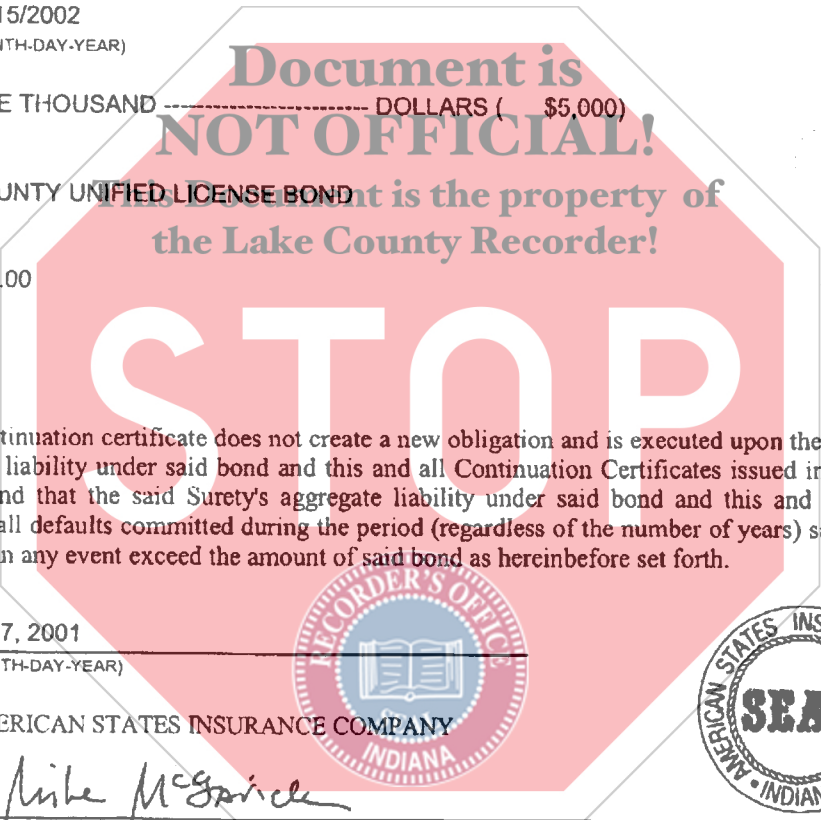 15/2002
NTH-DAY-YEAR)
Document is
E THOUSAND ------------------------ DOLLARS ( $5,000)
NOT OFFICIAL!
UNTY UNIFIED LICENSE BOND
This Document is the property of
the Lake County Recorder!
.00
STOP
tinuation certificate does not create a new obligation and is executed upon the
liability under said bond and this and all Continuation Certificates issued in
nd that the said Surety's aggregate liability under said bond and this and
all defaults committed during the period (regardless of the number of years) s
n any event exceed the amount of said bond as hereinbefore set forth.
RECORDER'S OFFICE
SEAL
INDIANA
7, 2001
TH-DAY-YEAR)
AMERICAN STATES INS
SEA
INDIAN
ERICAN STATES INSURANCE COMPANY
Mike McGavick